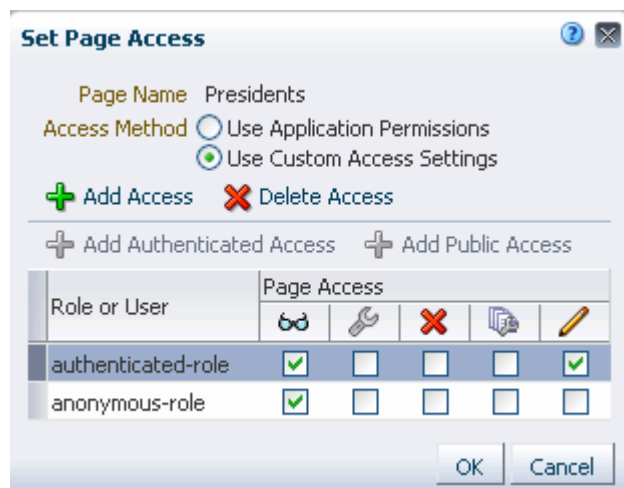 Set Page Access
Page Name Presidents
Access Method Use Application Permissions
Use Custom Access Settings
Add Access Delete Access
Add Authenticated Access Add Public Access
Role or User Page Access
authenticated-role
anonymous-role
OK Cancel